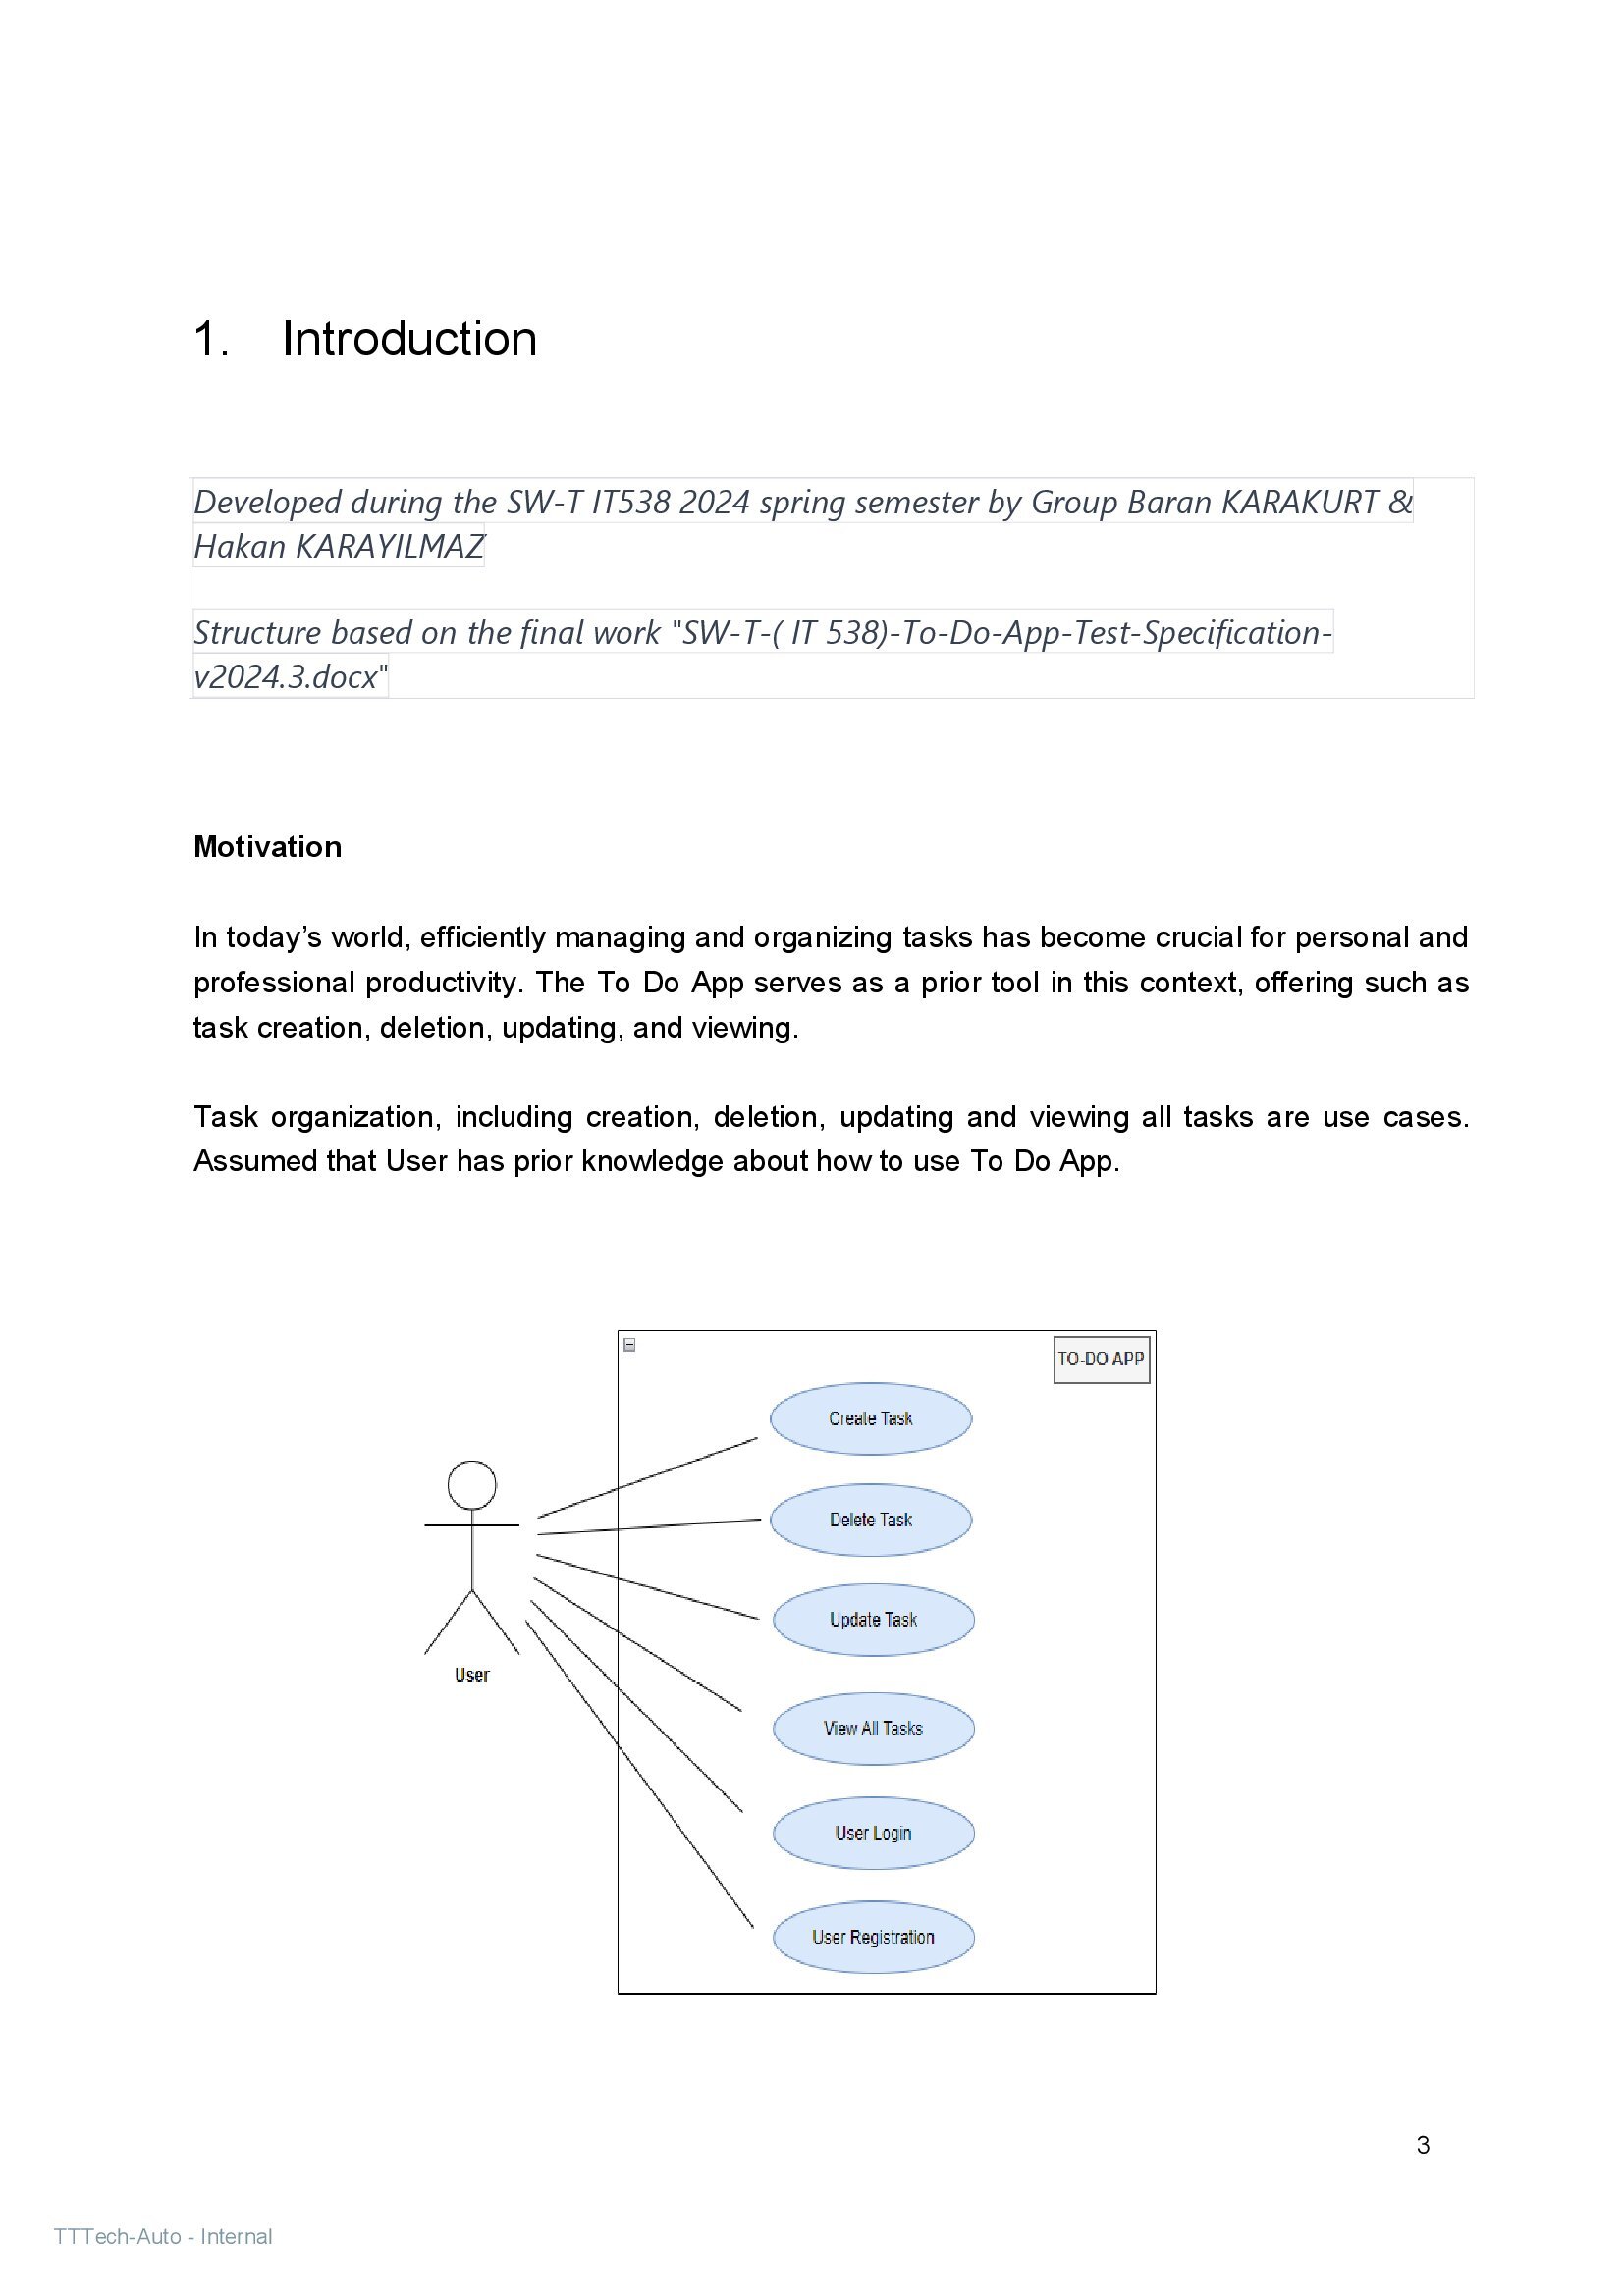 1. Introduction
Developed during the SW-T IT538 2024 spring semester by Group Baran KARAKURT &
Hakan KARAYILMAZ
Structure based on the final work "SW-T-( IT 538)-To-Do-App-Test-Specification-
v2024.3.docx"
Motivation
In today’s world, efficiently managing and organizing tasks has become crucial for personal and
professional productivity. The To Do App serves as a prior tool in this context, offering such as
task creation, deletion, updating, and viewing.
Task organization, including creation, deletion, updating and viewing all tasks are use cases.
Assumed that User has prior knowledge about how to use To Do App.
TO-DO APP
Create Task
Delete Task
Update Task
User
View All Tasks
User Login
User Registration
3
TTTech-Auto - Internal